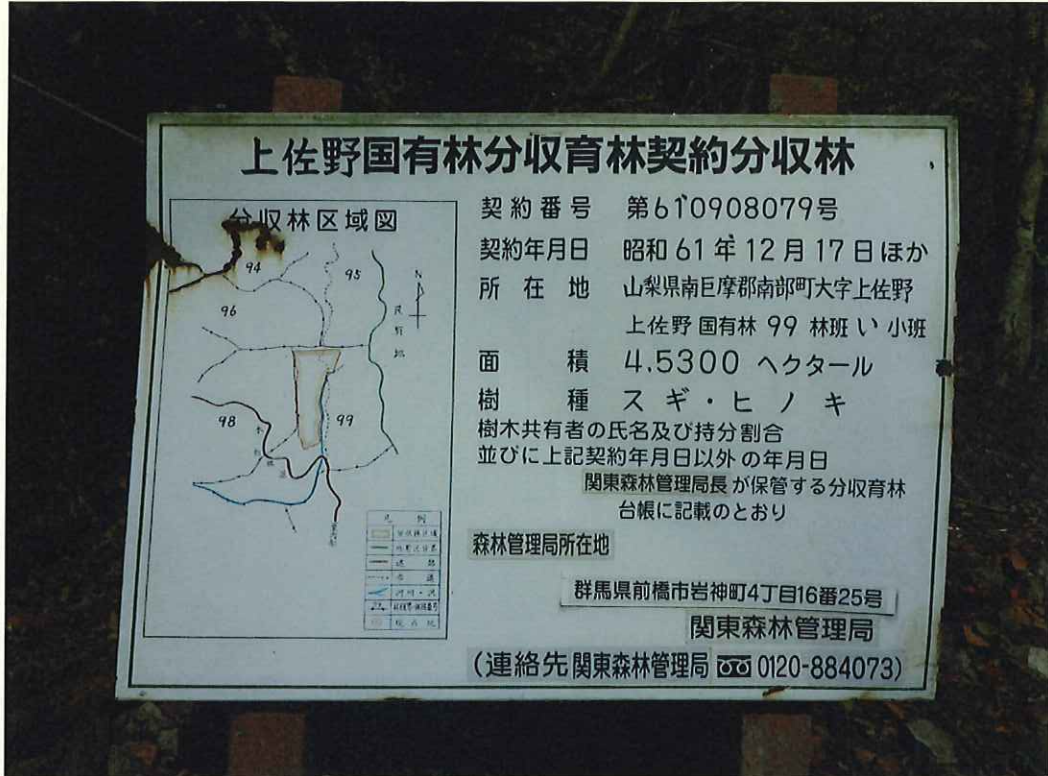 上佐野国有林分収育林契約分収林
分収林区域図
94
95
96
98
99
N
民有地
凡例
契約番号 第610908079号
契約年月日 昭和61年12月17日ほか
所在地 山梨県南巨摩郡南部町大字上佐野
上佐野国有林 99 林班 い 小班
面積 4.5300 ヘクタール
樹種 スギ・ヒノキ
樹木共有者の氏名及び持分割合
並びに上記契約年月日以外の年月日
関東森林管理局長が保管する分収育林
台帳に記載のとおり
森林管理局所在地
群馬県前橋市岩神町4丁目16番25号
関東森林管理局
(連絡先 関東森林管理局 0120-884073)